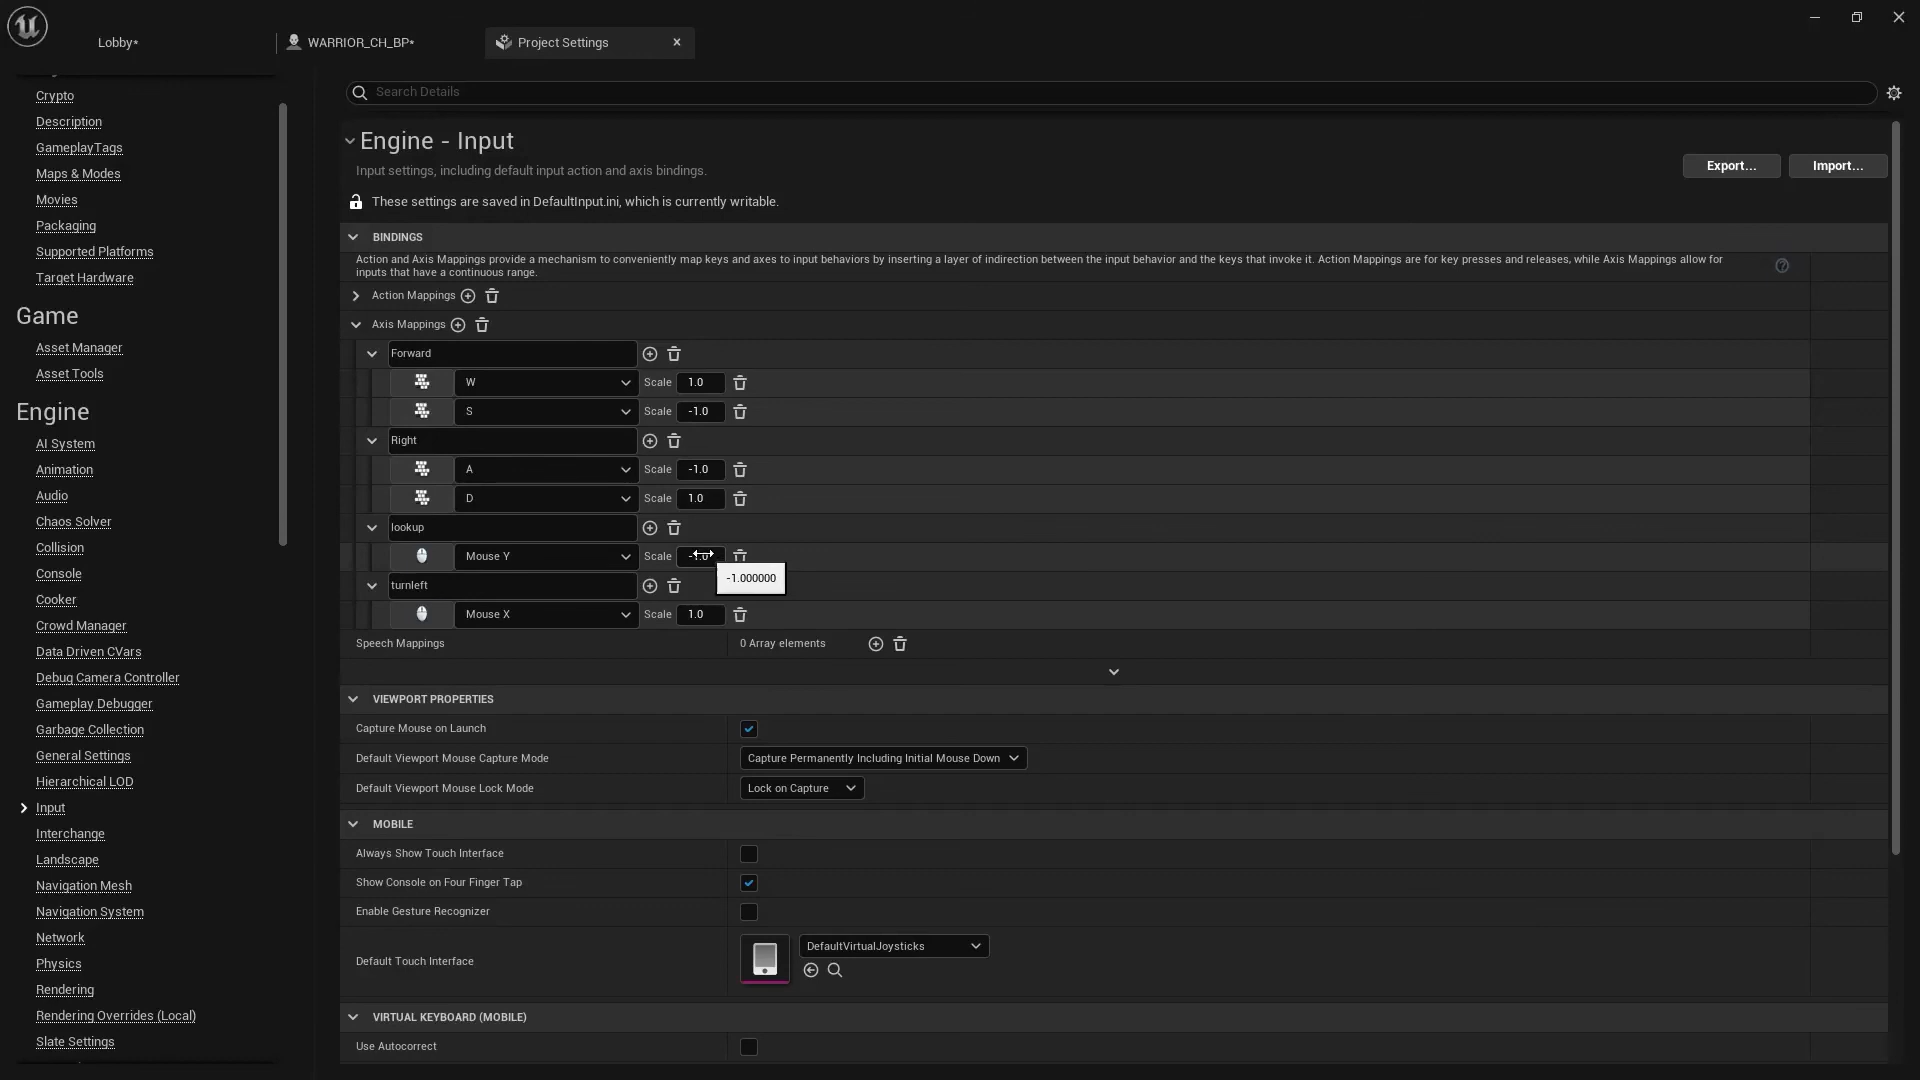 Lobby*
WARRIOR_CH_BP*
Project Settings
Crypto
Description
GameplayTags
Maps & Modes
Movies
Packaging
Supported Platforms
Target Hardware
Game
Asset Manager
Asset Tools
Engine
AI System
Animation
Audio
Chaos Solver
Collision
Console
Cooker
Crowd Manager
Data Driven CVars
Debug Camera Controller
Gameplay Debugger
Garbage Collection
General Settings
Hierarchical LOD
Input
Interchange
Landscape
Navigation Mesh
Navigation System
Network
Physics
Rendering
Rendering Overrides (Local)
Slate Settings
Search Details
Engine - Input
Input settings, including default input action and axis bindings.
Export...
Import...
These settings are saved in DefaultInput.ini, which is currently writable.
BINDINGS
Action and Axis Mappings provide a mechanism to conveniently map keys and axes to input behaviors by inserting a layer of indirection between the input behavior and the keys that invoke it. Action Mappings are for key presses and releases, while Axis Mappings allow for
inputs that have a continuous range.
Action Mappings
Axis Mappings
Forward
W Scale 1.0
S Scale -1.0
Right
A Scale -1.0
D Scale 1.0
lookup
Mouse Y Scale -1.0
-1.000000
turnleft
Mouse X Scale 1.0
Speech Mappings 0 Array elements
VIEWPORT PROPERTIES
Capture Mouse on Launch
Default Viewport Mouse Capture Mode Capture Permanently Including Initial Mouse Down
Default Viewport Mouse Lock Mode Lock on Capture
MOBILE
Always Show Touch Interface
Show Console on Four Finger Tap
Enable Gesture Recognizer
Default Touch Interface DefaultVirtualJoysticks
VIRTUAL KEYBOARD (MOBILE)
Use Autocorrect